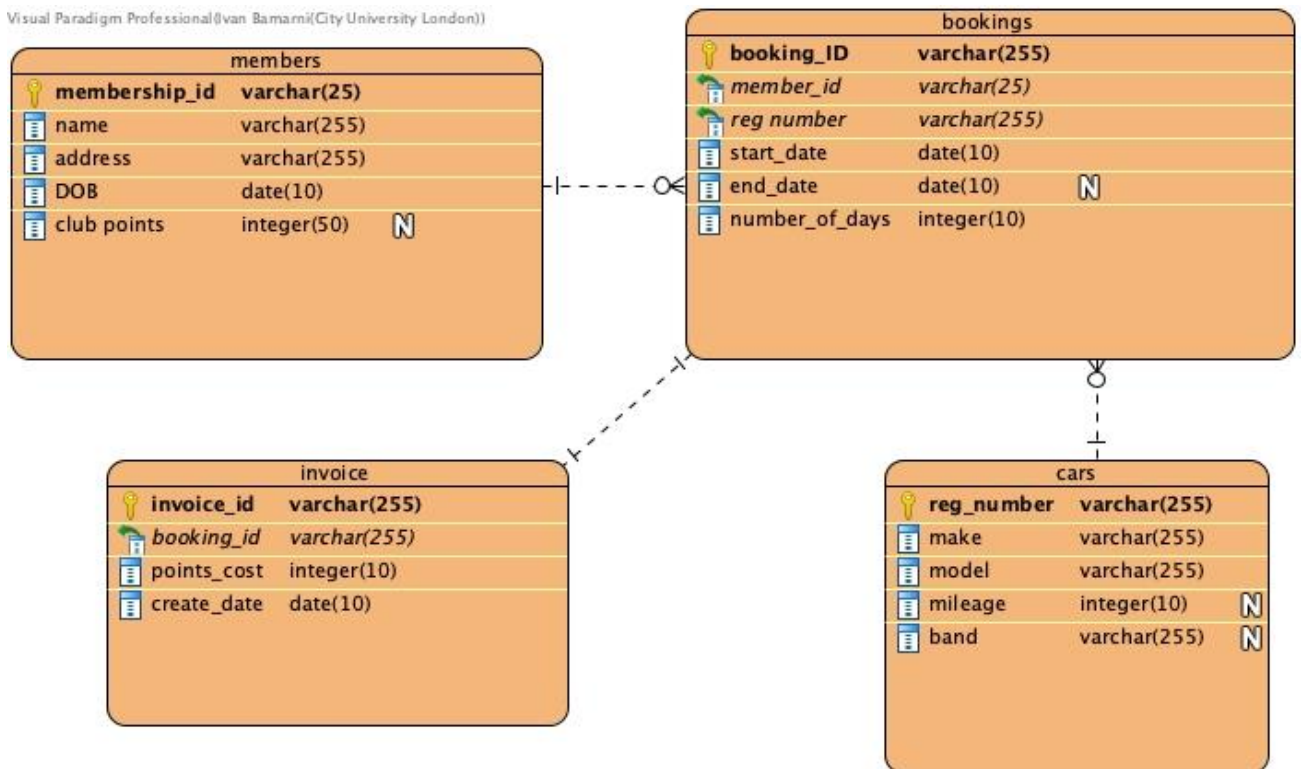 Visual Paradigm Professional(Ivan Bamarni(City University London))
members
membership_id varchar(25)
name varchar(255)
address varchar(255)
DOB date(10)
club points integer(50) N
bookings
booking_ID varchar(255)
member_id varchar(25)
reg number varchar(255)
start_date date(10)
end_date date(10) N
number_of_days integer(10)
invoice
invoice_id varchar(255)
booking_id varchar(255)
points_cost integer(10)
create_date date(10)
cars
reg_number varchar(255)
make varchar(255)
model varchar(255)
mileage integer(10) N
band varchar(255) N